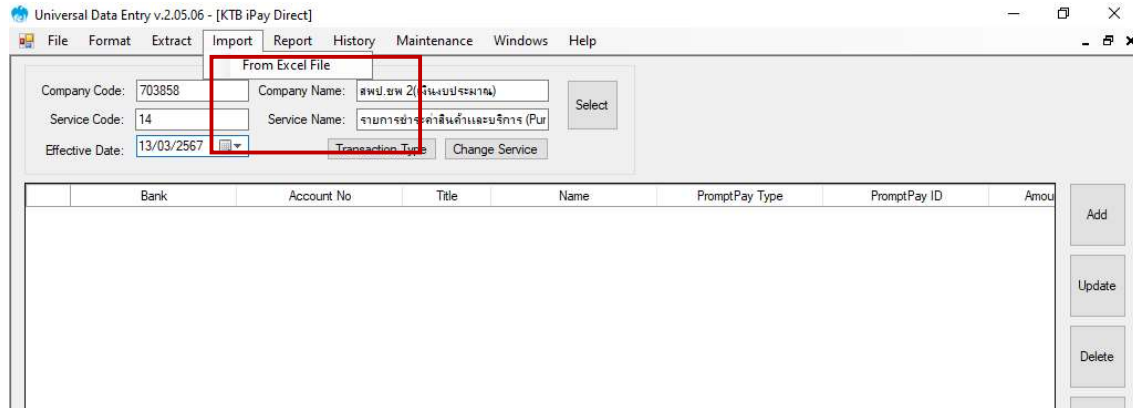 Universal Data Entry v.2.05.06 - [KTB iPay Direct]
File Format Extract Import Report History Maintenance Windows Help
From Excel File
Company Code: 703858 Company Name: สพป.ชพ 2(เงินงบประมาณ) Select
Service Code: 14 Service Name: รายการชำระค่าสินค้าและบริการ (Pur
Effective Date: 13/03/2567 Transaction Type Change Service
Bank Account No Title Name PromptPay Type PromptPay ID Amou
Add
Update
Delete